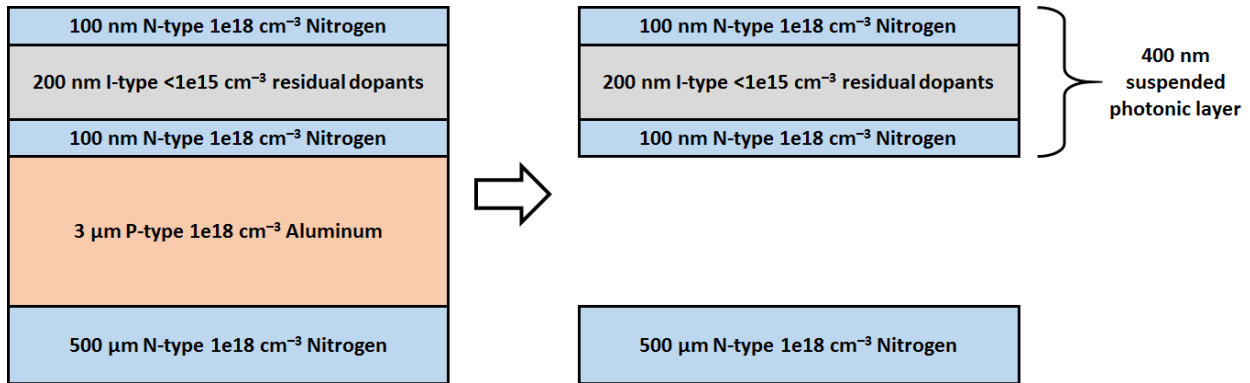 100 nm N-type 1e18 cm⁻³ Nitrogen
200 nm I-type <1e15 cm⁻³ residual dopants
100 nm N-type 1e18 cm⁻³ Nitrogen
3 µm P-type 1e18 cm⁻³ Aluminum
500 µm N-type 1e18 cm⁻³ Nitrogen
100 nm N-type 1e18 cm⁻³ Nitrogen
200 nm I-type <1e15 cm⁻³ residual dopants
100 nm N-type 1e18 cm⁻³ Nitrogen
500 µm N-type 1e18 cm⁻³ Nitrogen
400 nm
suspended
photonic layer